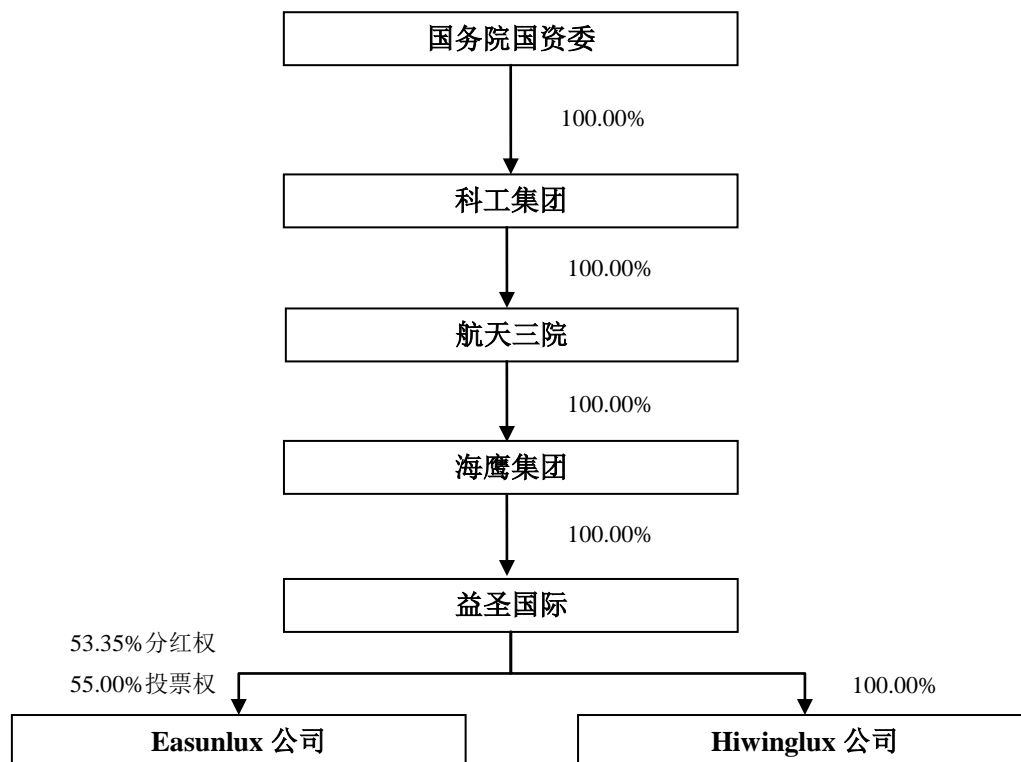 国务院国资委
100.00%
科工集团
100.00%
航天三院
100.00%
海鹰集团
100.00%
益圣国际
53.35%分红权
55.00%投票权
100.00%
Easunlux 公司
Hiwinglux 公司